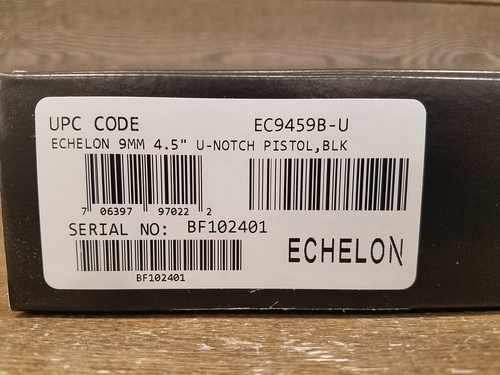 UPC CODE EC9459B-U
ECHELON 9MM 4.5" U-NOTCH PISTOL,BLK
7 06397 97022 2
SERIAL NO: BF102401
BF102401
ECHELON